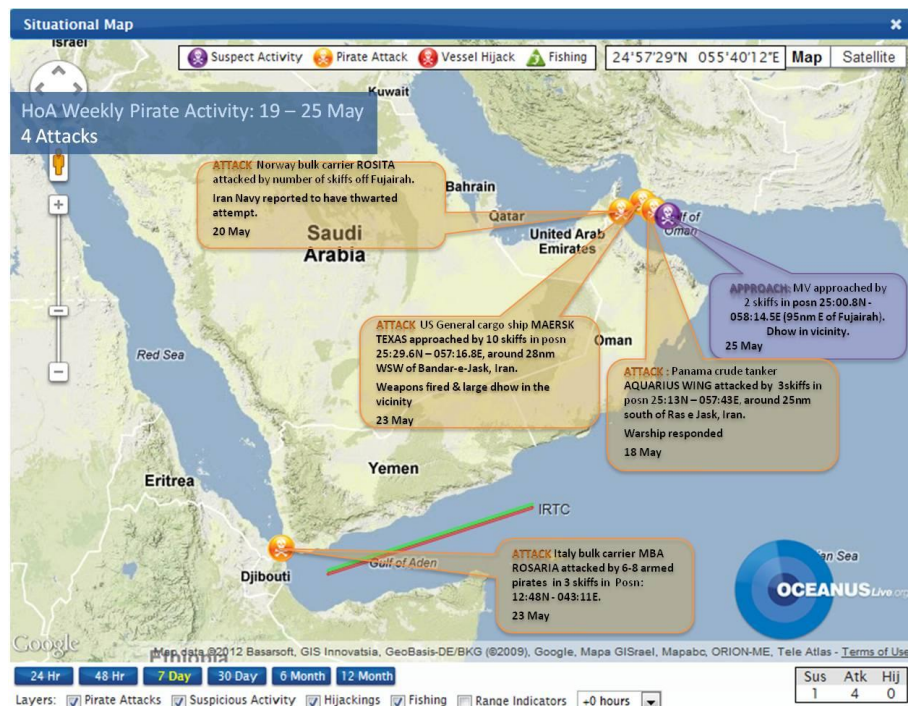 Situational Map
Israel
Suspect Activity Pirate Attack Vessel Hijack Fishing
24°57'29"N 055°40'12"E Map Satellite
Kuwait
HoA Weekly Pirate Activity: 19 – 25 May
4 Attacks
ATTACK Norway bulk carrier ROSITA
attacked by number of skiffs off Fujairah.
Iran Navy reported to have thwarted
attempt.
20 May
Bahrain
Qatar
Gulf of
Oman
United Arab
Emirates
Saudi
Arabia
APPROACH: MV approached by
2 skiffs in posn 25:00.8N -
058:14.5E (95nm E of Fujairah).
Dhow in vicinity.
25 May
ATTACK US General cargo ship MAERSK
TEXAS approached by 10 skiffs in posn
25:29.6N – 057:16.8E, around 28nm
WSW of Bandar-e-Jask, Iran.
Weapons fired & large dhow in the
vicinity
23 May
Oman
Red Sea
ATTACK : Panama crude tanker
AQUARIUS WING attacked by 3skiffs in
posn 25:13N – 057:43E, around 25nm
south of Ras e Jask, Iran.
Warship responded
18 May
Yemen
Eritrea
IRTC
Djibouti
Gulf of Aden
ATTACK Italy bulk carrier MBA
ROSARIA attacked by 6-8 armed
pirates in 3 skiffs in Posn:
12:48N - 043:11E.
23 May
Sea
OCEANUSLive.org
Google
Ethiopia
Map data ©2012 Basarsoft, GIS Innovatsia, GeoBasis-DE/BKG (©2009), Google, Mapa GISrael, Mapabc, ORION-ME, Tele Atlas - Terms of Use
24 Hr 48 Hr 7 Day 30 Day 6 Month 12 Month
Sus Atk Hij
1 4 0
Layers: Pirate Attacks Suspicious Activity Hijackings Fishing Range Indicators +0 hours